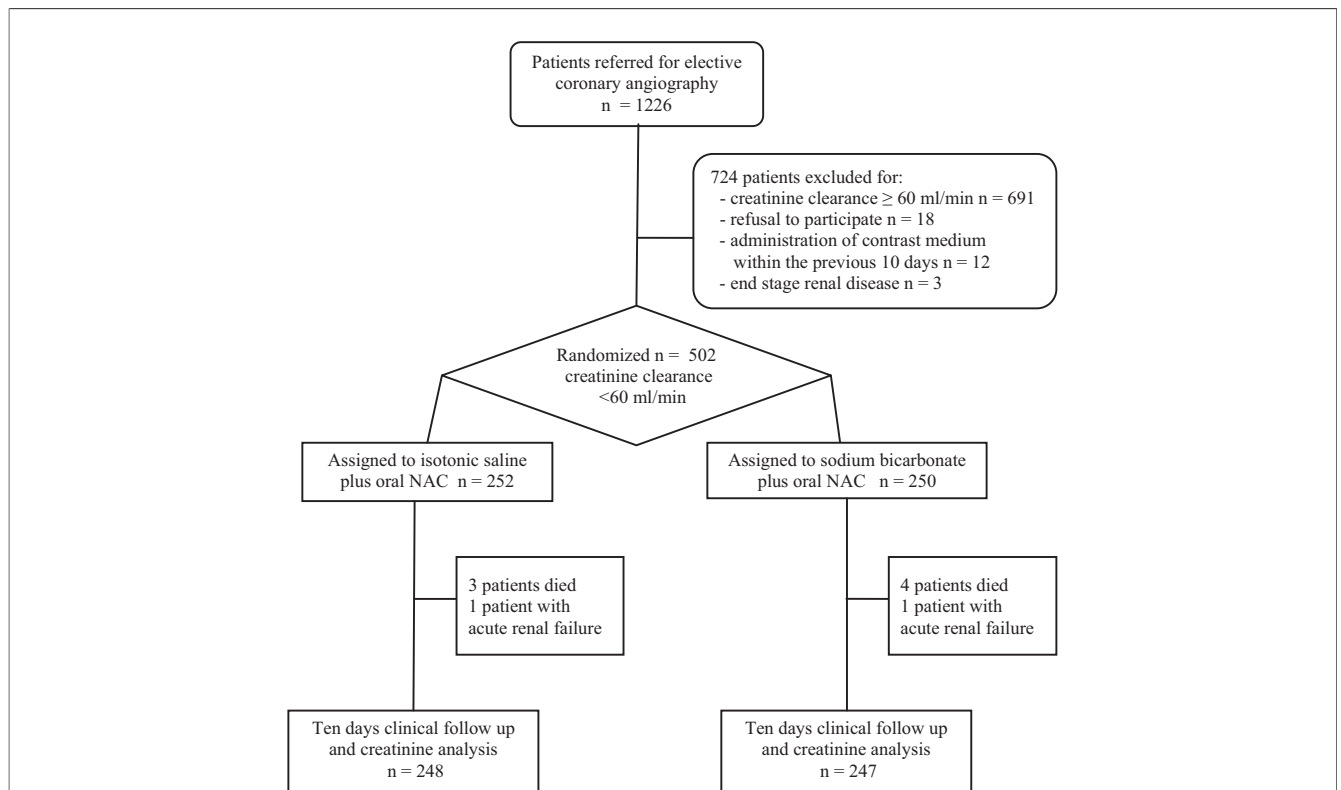 Patients referred for elective
coronary angiography
n = 1226
724 patients excluded for:
- creatinine clearance ≥ 60 ml/min n = 691
- refusal to participate n = 18
- administration of contrast medium
within the previous 10 days n = 12
- end stage renal disease n = 3
Randomized n = 502
creatinine clearance
<60 ml/min
Assigned to isotonic saline
plus oral NAC n = 252
Assigned to sodium bicarbonate
plus oral NAC n = 250
3 patients died
1 patient with
acute renal failure
4 patients died
1 patient with
acute renal failure
Ten days clinical follow up
and creatinine analysis
n = 248
Ten days clinical follow up
and creatinine analysis
n = 247